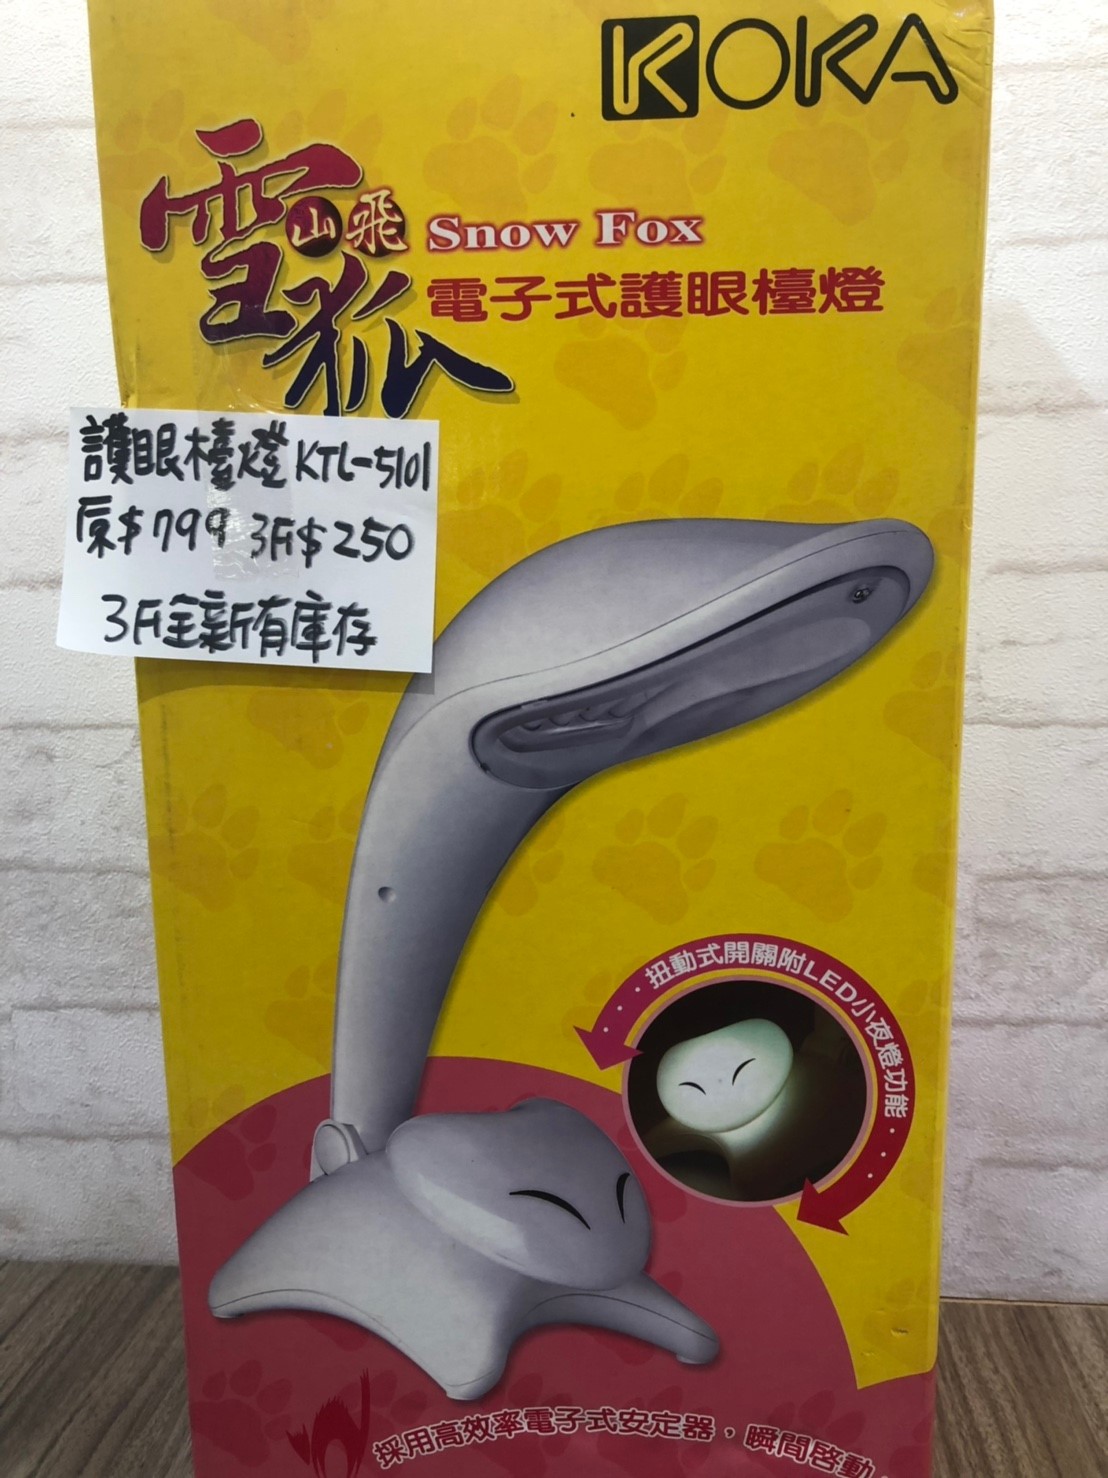 KOKA
雪山飛狐
Snow Fox
電子式護眼檯燈
護眼檯燈 KTL-5101
原$799 3F$250
3F全新有庫存
扭動式開關附LED小夜燈功能
採用高效率電子式安定器，瞬間啓動